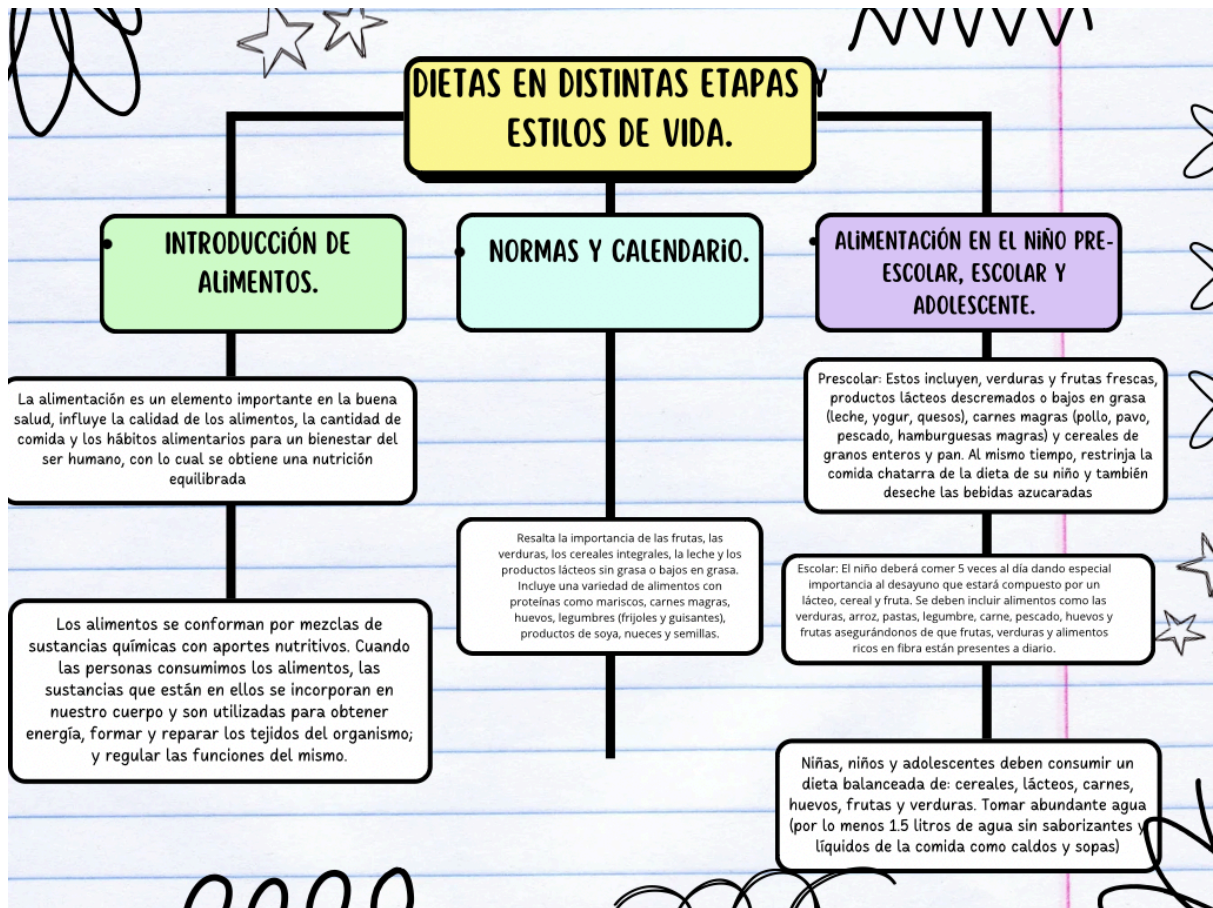 DIETAS EN DISTINTAS ETAPAS Y
ESTILOS DE VIDA.
• INTRODUCCIÓN DE
ALIMENTOS.
La alimentación es un elemento importante en la buena
salud, influye la calidad de los alimentos, la cantidad de
comida y los hábitos alimentarios para un bienestar del
ser humano, con lo cual se obtiene una nutrición
equilibrada
Los alimentos se conforman por mezclas de
sustancias químicas con aportes nutritivos. Cuando
las personas consumimos los alimentos, las
sustancias que están en ellos se incorporan en
nuestro cuerpo y son utilizadas para obtener
energía, formar y reparar los tejidos del organismo;
y regular las funciones del mismo.
• NORMAS Y CALENDARIO.
Resalta la importancia de las frutas, las
verduras, los cereales integrales, la leche y los
productos lácteos sin grasa o bajos en grasa.
Incluye una variedad de alimentos con
proteínas como mariscos, carnes magras,
huevos, legumbres (frijoles y guisantes),
productos de soya, nueces y semillas.
• ALIMENTACIÓN EN EL NIÑO PRE-
ESCOLAR, ESCOLAR Y
ADOLESCENTE.
Prescolar: Estos incluyen, verduras y frutas frescas,
productos lácteos descremados o bajos en grasa
(leche, yogur, quesos), carnes magras (pollo, pavo,
pescado, hamburguesas magras) y cereales de
granos enteros y pan. Al mismo tiempo, restrinja la
comida chatarra de la dieta de su niño y también
deseche las bebidas azucaradas
Escolar: El niño deberá comer 5 veces al día dando especial
importancia al desayuno que estará compuesto por un
lácteo, cereal y fruta. Se deben incluir alimentos como las
verduras, arroz, pastas, legumbre, carne, pescado, huevos y
frutas asegurándonos de que frutas, verduras y alimentos
ricos en fibra están presentes a diario.
Niñas, niños y adolescentes deben consumir un
dieta balanceada de: cereales, lácteos, carnes,
huevos, frutas y verduras. Tomar abundante agua
(por lo menos 1.5 litros de agua sin saborizantes y
líquidos de la comida como caldos y sopas)